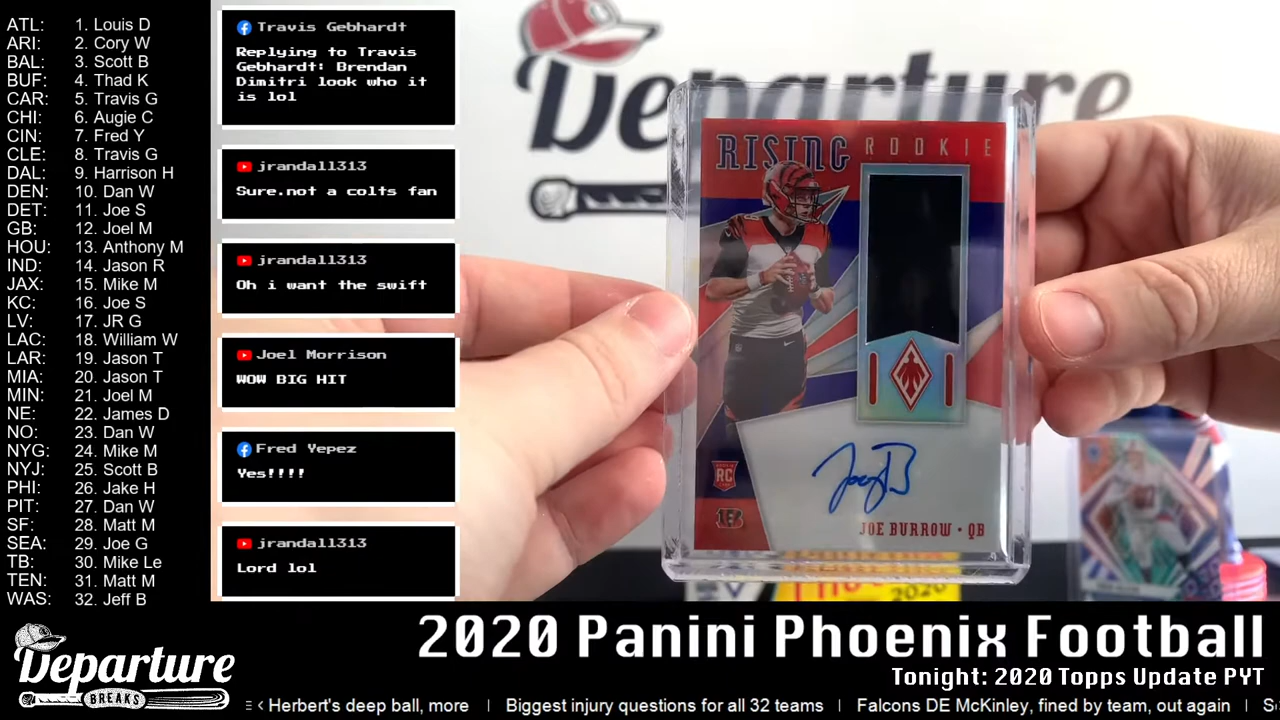 ATL: 1. Louis D
ARI: 2. Cory W
BAL: 3. Scott B
BUF: 4. Thad K
CAR: 5. Travis G
CHI: 6. Augie C
CIN: 7. Fred Y
CLE: 8. Travis G
DAL: 9. Harrison H
DEN: 10. Dan W
DET: 11. Joe S
GB: 12. Joel M
HOU: 13. Anthony M
IND: 14. Jason R
JAX: 15. Mike M
KC: 16. Joe S
LV: 17. JR G
LAC: 18. William W
LAR: 19. Jason T
MIA: 20. Jason T
MIN: 21. Joel M
NE: 22. James D
NO: 23. Dan W
NYG: 24. Mike M
NYJ: 25. Scott B
PHI: 26. Jake H
PIT: 27. Dan W
SF: 28. Matt M
SEA: 29. Joe G
TB: 30. Mike Le
TEN: 31. Matt M
WAS: 32. Jeff B
Travis Gebhardt
Replying to Travis
Gebhardt: Brendan
Dimitri look who it
is lol
jrandall313
Sure.not a colts fan
jrandall313
Oh i want the swift
Joel Morrison
WOW BIG HIT
Fred Yepez
Yes!!!!
jrandall313
Lord lol
Departure
RISING ROOKIE
RC
JOE BURROW • QB
2020
2020 Panini Phoenix Football
Tonight: 2020 Topps Update PYT
Departure
BREAKS
< Herbert's deep ball, more | Biggest injury questions for all 32 teams | Falcons DE McKinley, fined by team, out again |